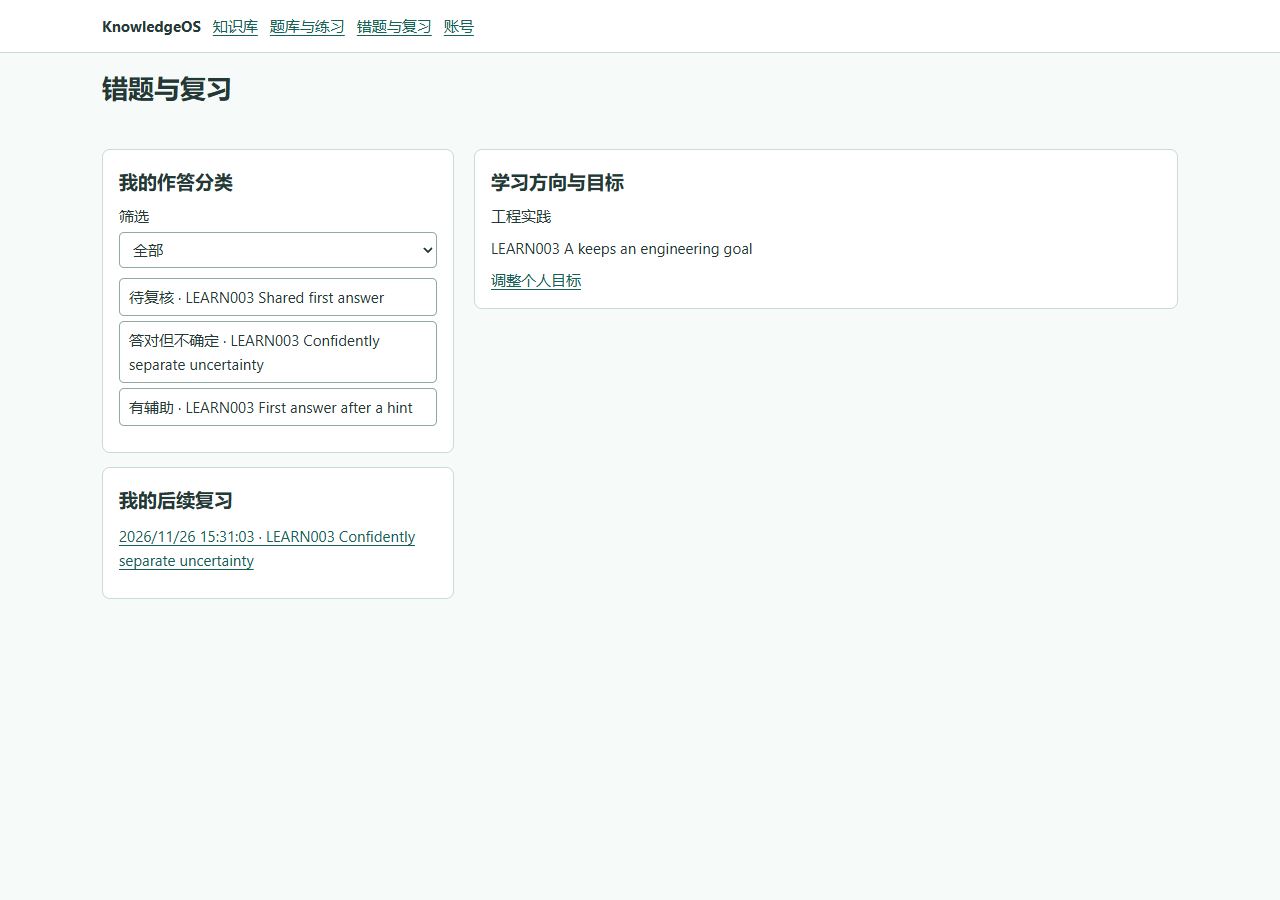 KnowledgeOS 知识库 题库与练习 错题与复习 账号
错题与复习
我的作答分类
筛选
全部
待复核 · LEARN003 Shared first answer
答对但不确定 · LEARN003 Confidently
separate uncertainty
有辅助 · LEARN003 First answer after a hint
我的后续复习
2026/11/26 15:31:03 · LEARN003 Confidently
separate uncertainty
学习方向与目标
工程实践
LEARN003 A keeps an engineering goal
调整个人目标